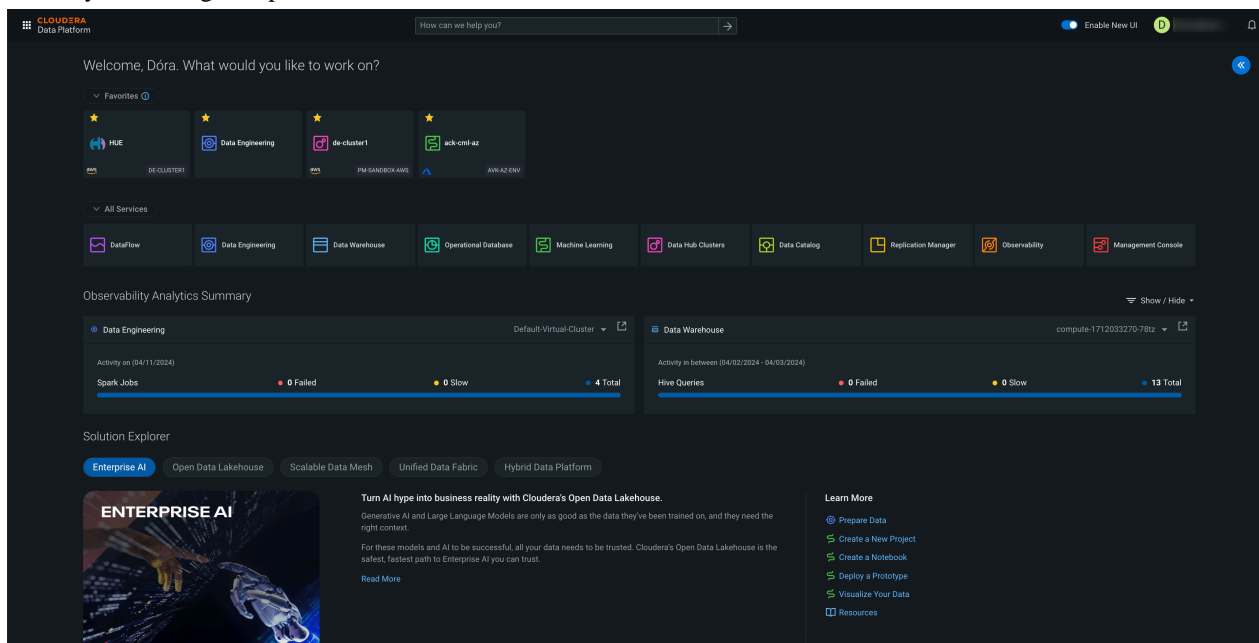 CLOUDERA
Data Platform
How can we help you?
Enable New UI
D
Welcome, Dóra. What would you like to work on?
Favorites
HUE
aws
DE-CLUSTER1
Data Engineering
de-cluster1
aws
PM-SANDBOX-AWS
ack-cml-az
AVK-AZ-ENV
All Services
DataFlow
Data Engineering
Data Warehouse
Operational Database
Machine Learning
Data Hub Clusters
Data Catalog
Replication Manager
Observability
Management Console
Observability Analytics Summary
Show / Hide
Data Engineering
Default-Virtual-Cluster
Activity on (04/11/2024)
Spark Jobs
0 Failed
0 Slow
4 Total
Data Warehouse
compute-1712033270-78tz
Activity in between (04/02/2024 - 04/03/2024)
Hive Queries
0 Failed
0 Slow
13 Total
Solution Explorer
Enterprise AI
Open Data Lakehouse
Scalable Data Mesh
Unified Data Fabric
Hybrid Data Platform
ENTERPRISE AI
Turn AI hype into business reality with Cloudera's Open Data Lakehouse.
Generative AI and Large Language Models are only as good as the data they've been trained on, and they need the
right context.
For these models and AI to be successful, all your data needs to be trusted. Cloudera's Open Data Lakehouse is the
safest, fastest path to Enterprise AI you can trust.
Read More
Learn More
Prepare Data
Create a New Project
Create a Notebook
Deploy a Prototype
Visualize Your Data
Resources